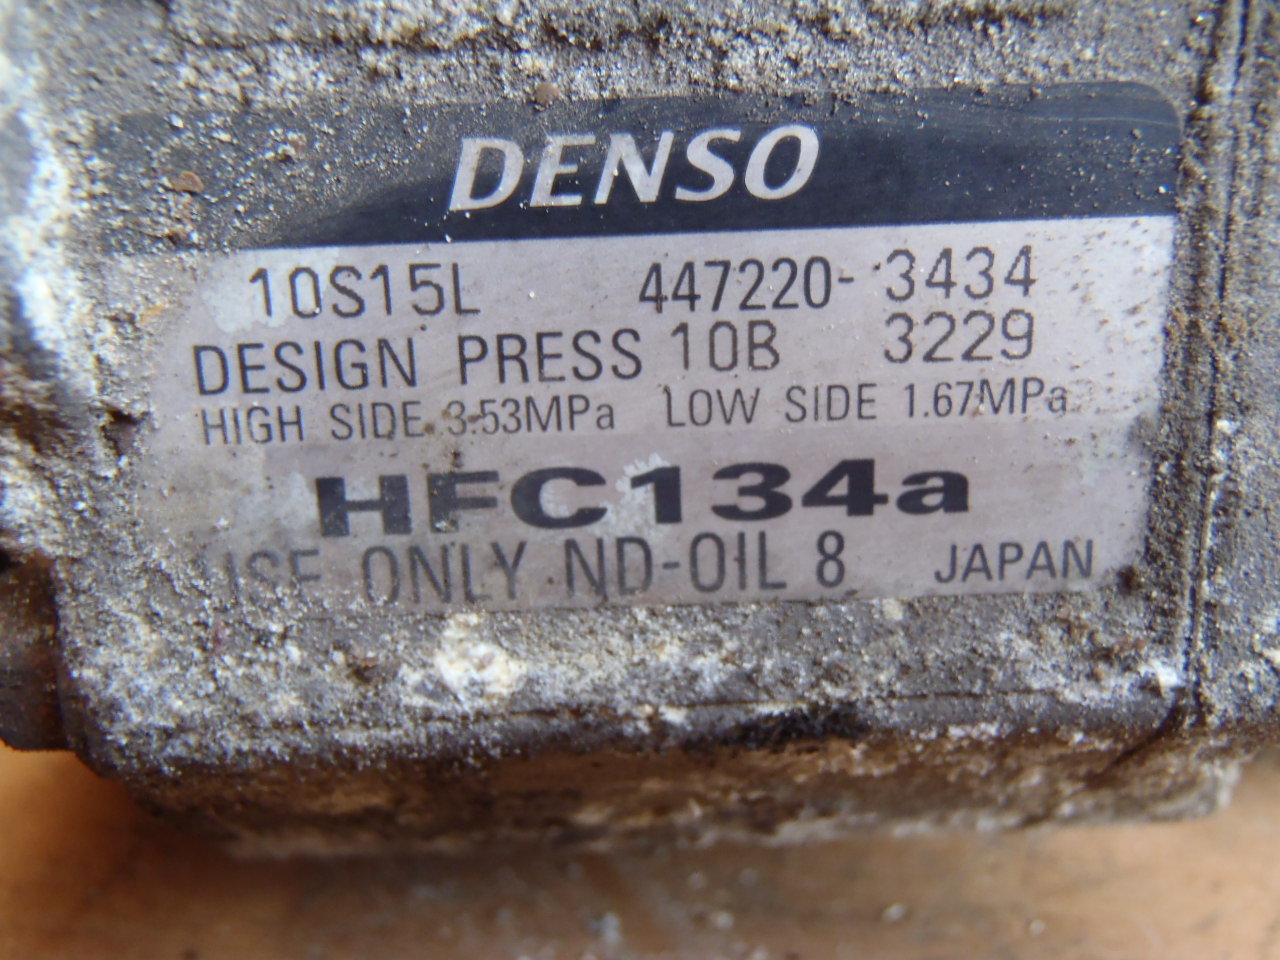 DENSO
10S15L 447220-3434
DESIGN PRESS 10B 3229
HIGH SIDE 3.53MPa LOW SIDE 1.67MPa
HFC134a
USE ONLY ND-OIL 8 JAPAN